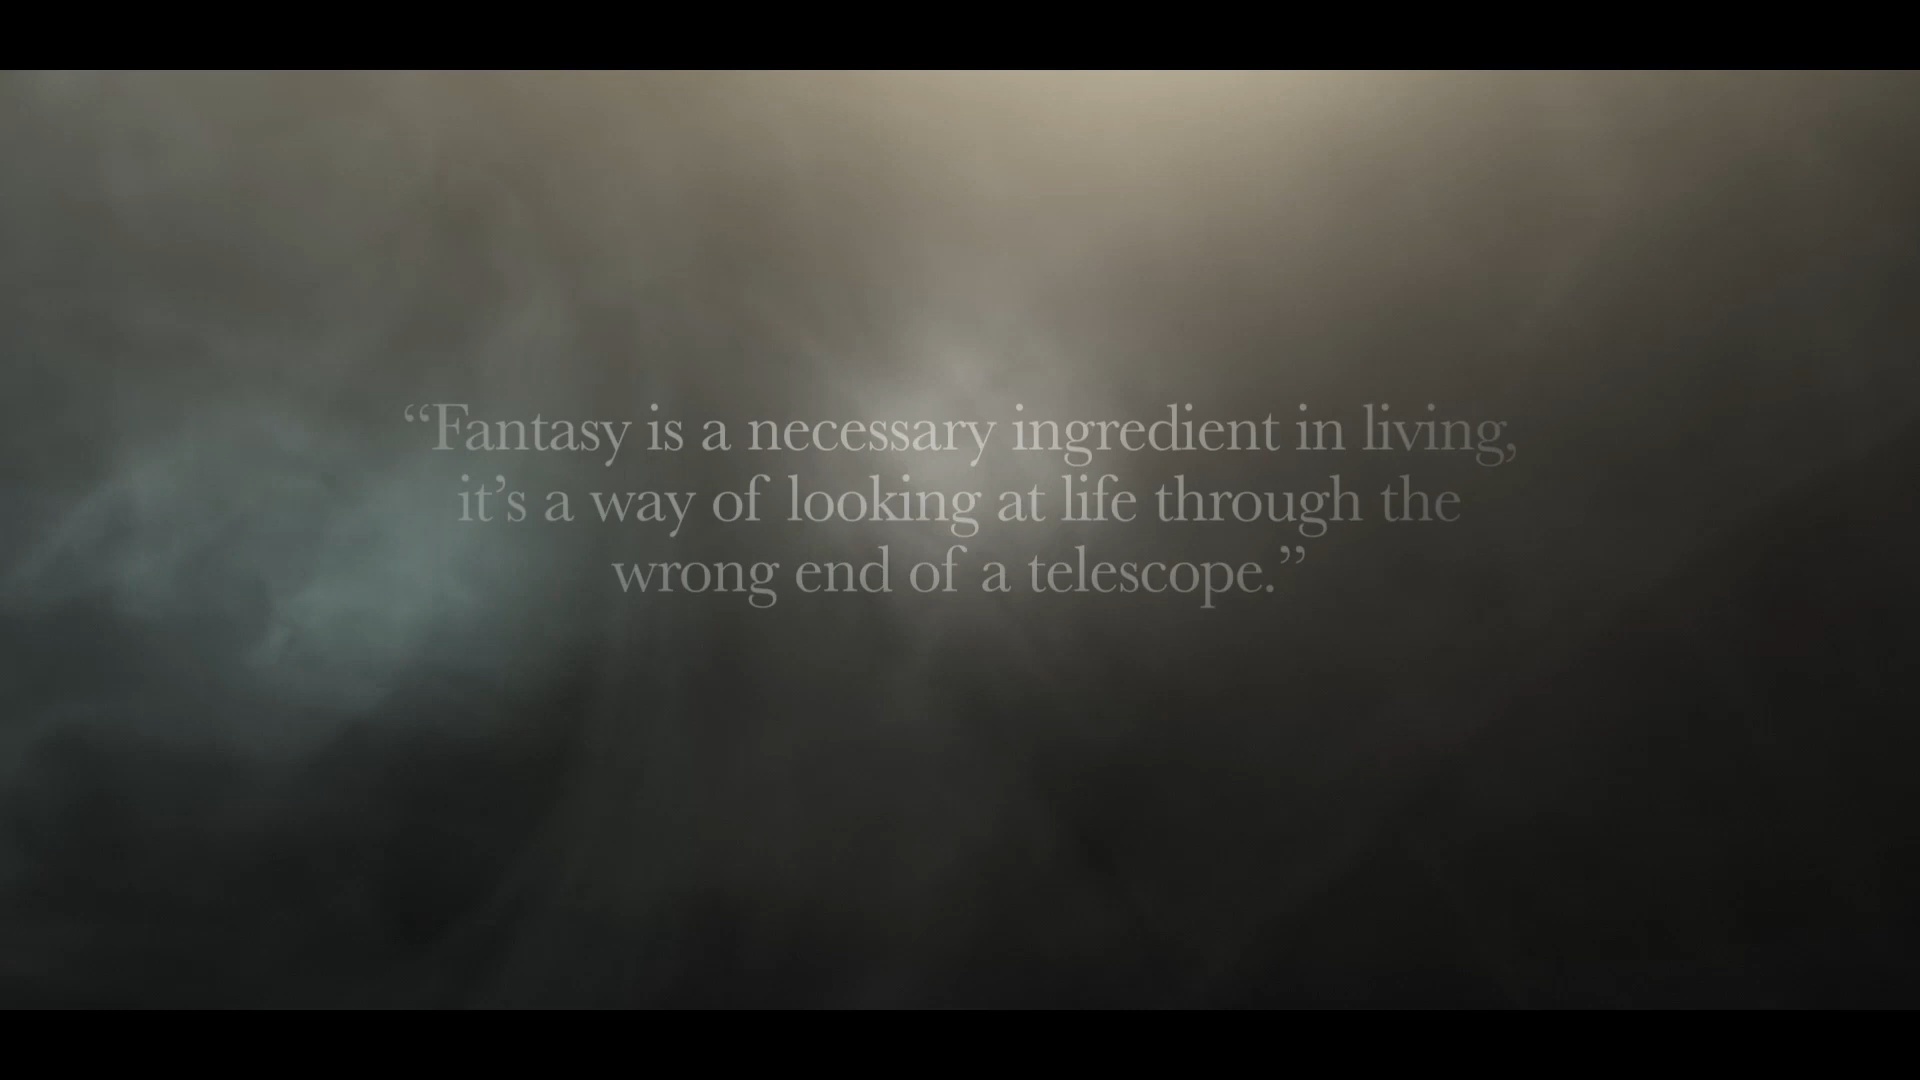 “Fantasy is a necessary ingredient in living,
it’s a way of looking at life through the
wrong end of a telescope.”